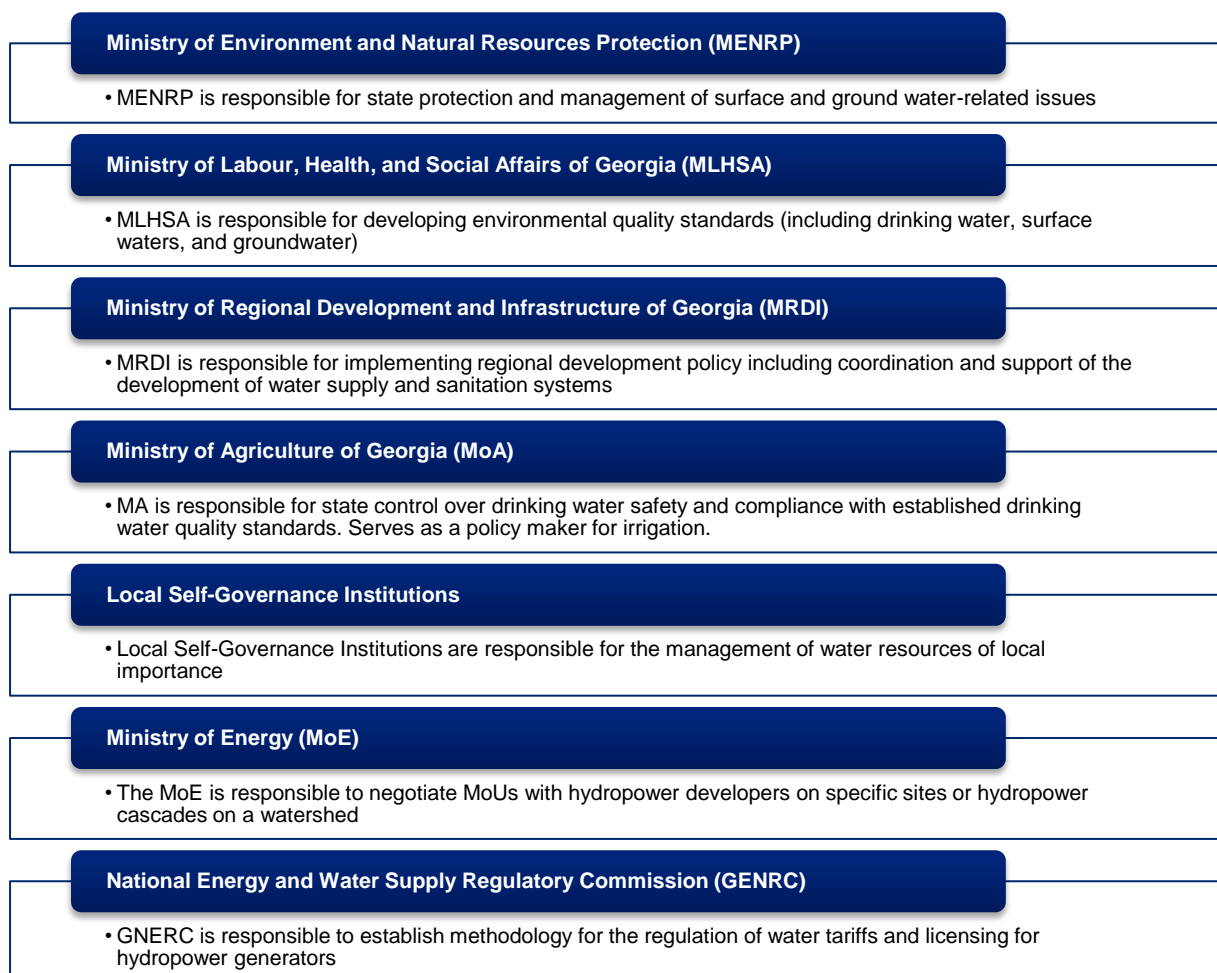 Ministry of Environment and Natural Resources Protection (MENRP)
• MENRP is responsible for state protection and management of surface and ground water-related issues
Ministry of Labour, Health, and Social Affairs of Georgia (MLHSA)
• MLHSA is responsible for developing environmental quality standards (including drinking water, surface
waters, and groundwater)
Ministry of Regional Development and Infrastructure of Georgia (MRDI)
• MRDI is responsible for implementing regional development policy including coordination and support of the
development of water supply and sanitation systems
Ministry of Agriculture of Georgia (MoA)
• MA is responsible for state control over drinking water safety and compliance with established drinking
water quality standards. Serves as a policy maker for irrigation.
Local Self-Governance Institutions
• Local Self-Governance Institutions are responsible for the management of water resources of local
importance
Ministry of Energy (MoE)
• The MoE is responsible to negotiate MoUs with hydropower developers on specific sites or hydropower
cascades on a watershed
National Energy and Water Supply Regulatory Commission (GENRC)
• GNERC is responsible to establish methodology for the regulation of water tariffs and licensing for
hydropower generators